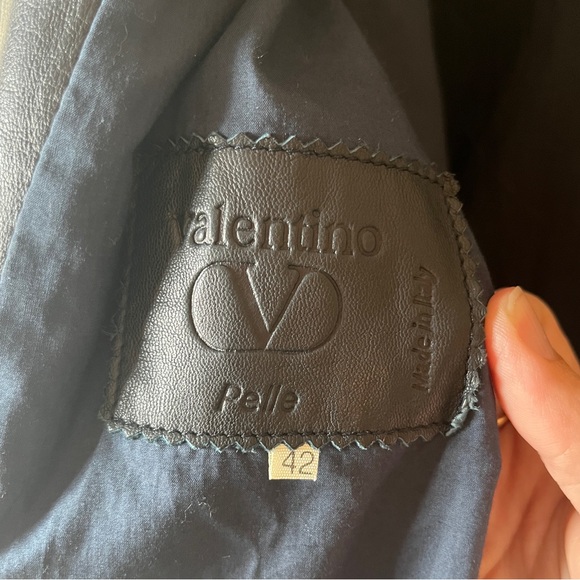 valentino
V
Pelle
Made in Italy
42